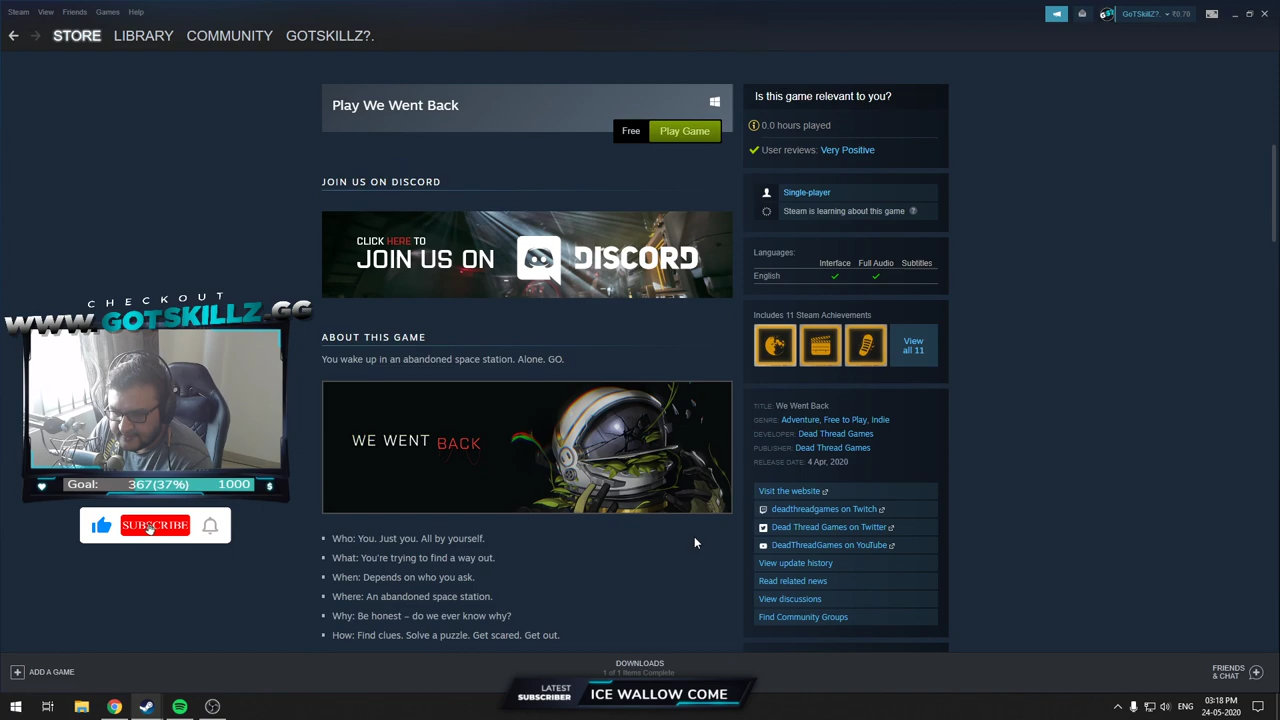 Steam View Friends Games Help
GoTSkillZ?. ₹0.78
STORE LIBRARY COMMUNITY GOTSKILLZ?.
Play We Went Back
Free Play Game
JOIN US ON DISCORD
CLICK HERE TO
JOIN US ON DISCORD
ABOUT THIS GAME
You wake up in an abandoned space station. Alone. GO.
WE WENT BACK
Who: You. Just you. All by yourself.
What: You're trying to find a way out.
When: Depends on who you ask.
Where: An abandoned space station.
Why: Be honest – do we ever know why?
How: Find clues. Solve a puzzle. Get scared. Get out.
Is this game relevant to you?
0.0 hours played
User reviews: Very Positive
Single-player
Steam is learning about this game ?
Languages:
Interface Full Audio Subtitles
English
Includes 11 Steam Achievements
View
all 11
TITLE: We Went Back
GENRE: Adventure, Free to Play, Indie
DEVELOPER: Dead Thread Games
PUBLISHER: Dead Thread Games
RELEASE DATE: 4 Apr, 2020
Visit the website
deadthreadgames on Twitch
Dead Thread Games on Twitter
DeadThreadGames on YouTube
View update history
Read related news
View discussions
Find Community Groups
CHECKOUT
WWW.GOTSKILLZ.GG
Goal: 367(37%) 1000
SUBSCRIBE
ADD A GAME
DOWNLOADS
1 of 1 Items Complete
FRIENDS
& CHAT
LATEST
SUBSCRIBER
ICE WALLOW COME
ENG
03:18 PM
24-05-2020